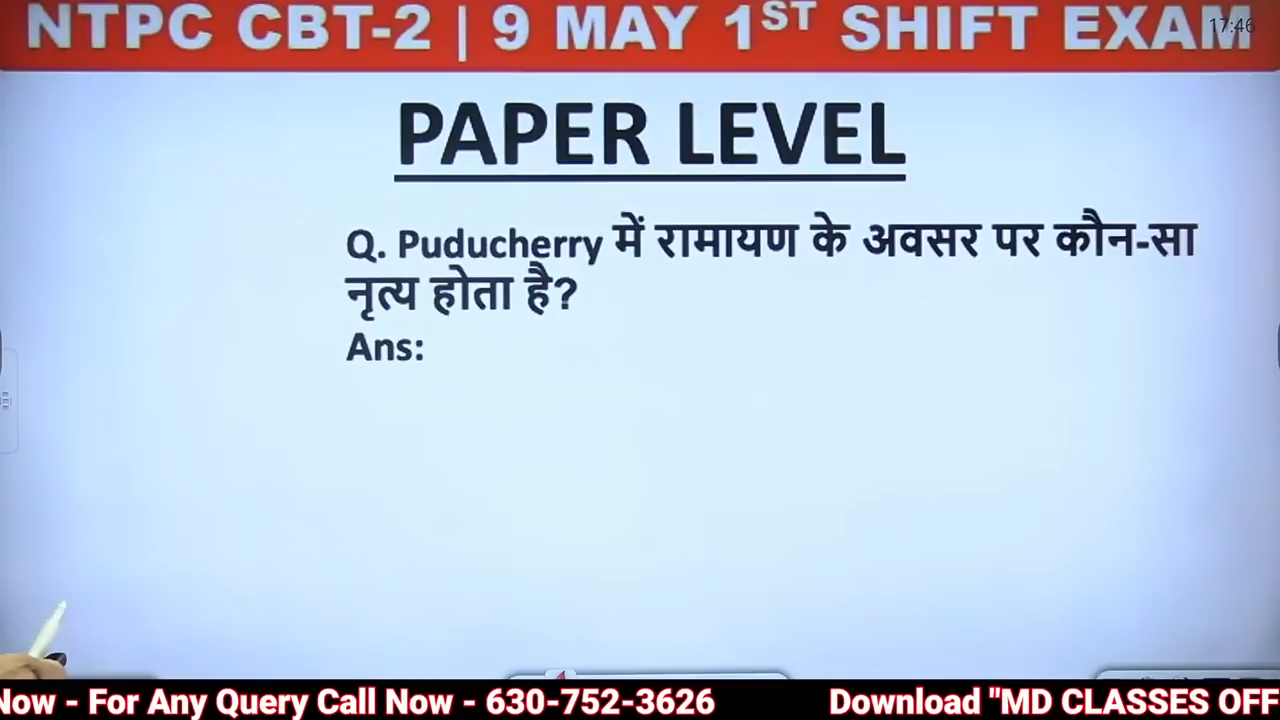 NTPC CBT-2 | 9 MAY 1ST SHIFT EXAM
17:46
PAPER LEVEL
Q. Puducherry में रामायण के अवसर पर कौन-सा
नृत्य होता है?
Ans:
Now - For Any Query Call Now - 630-752-3626 Download "MD CLASSES OFF